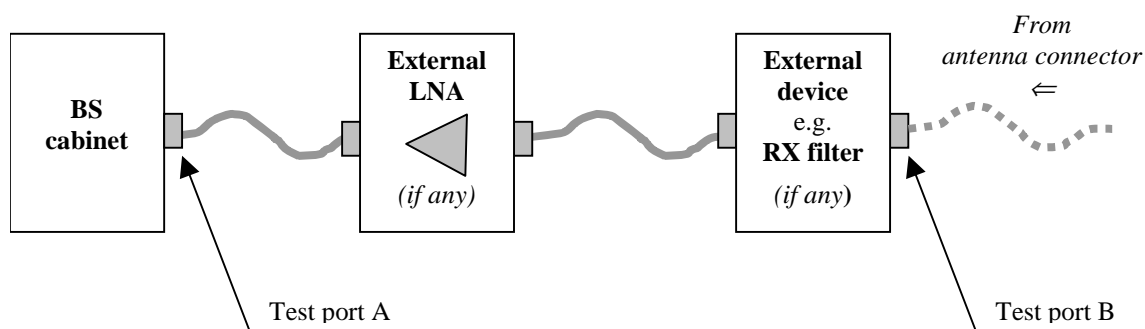 BS
cabinet
External
LNA
(if any)
External
device
e.g.
RX filter
(if any)
From
antenna connector
⇐
Test port A
Test port B